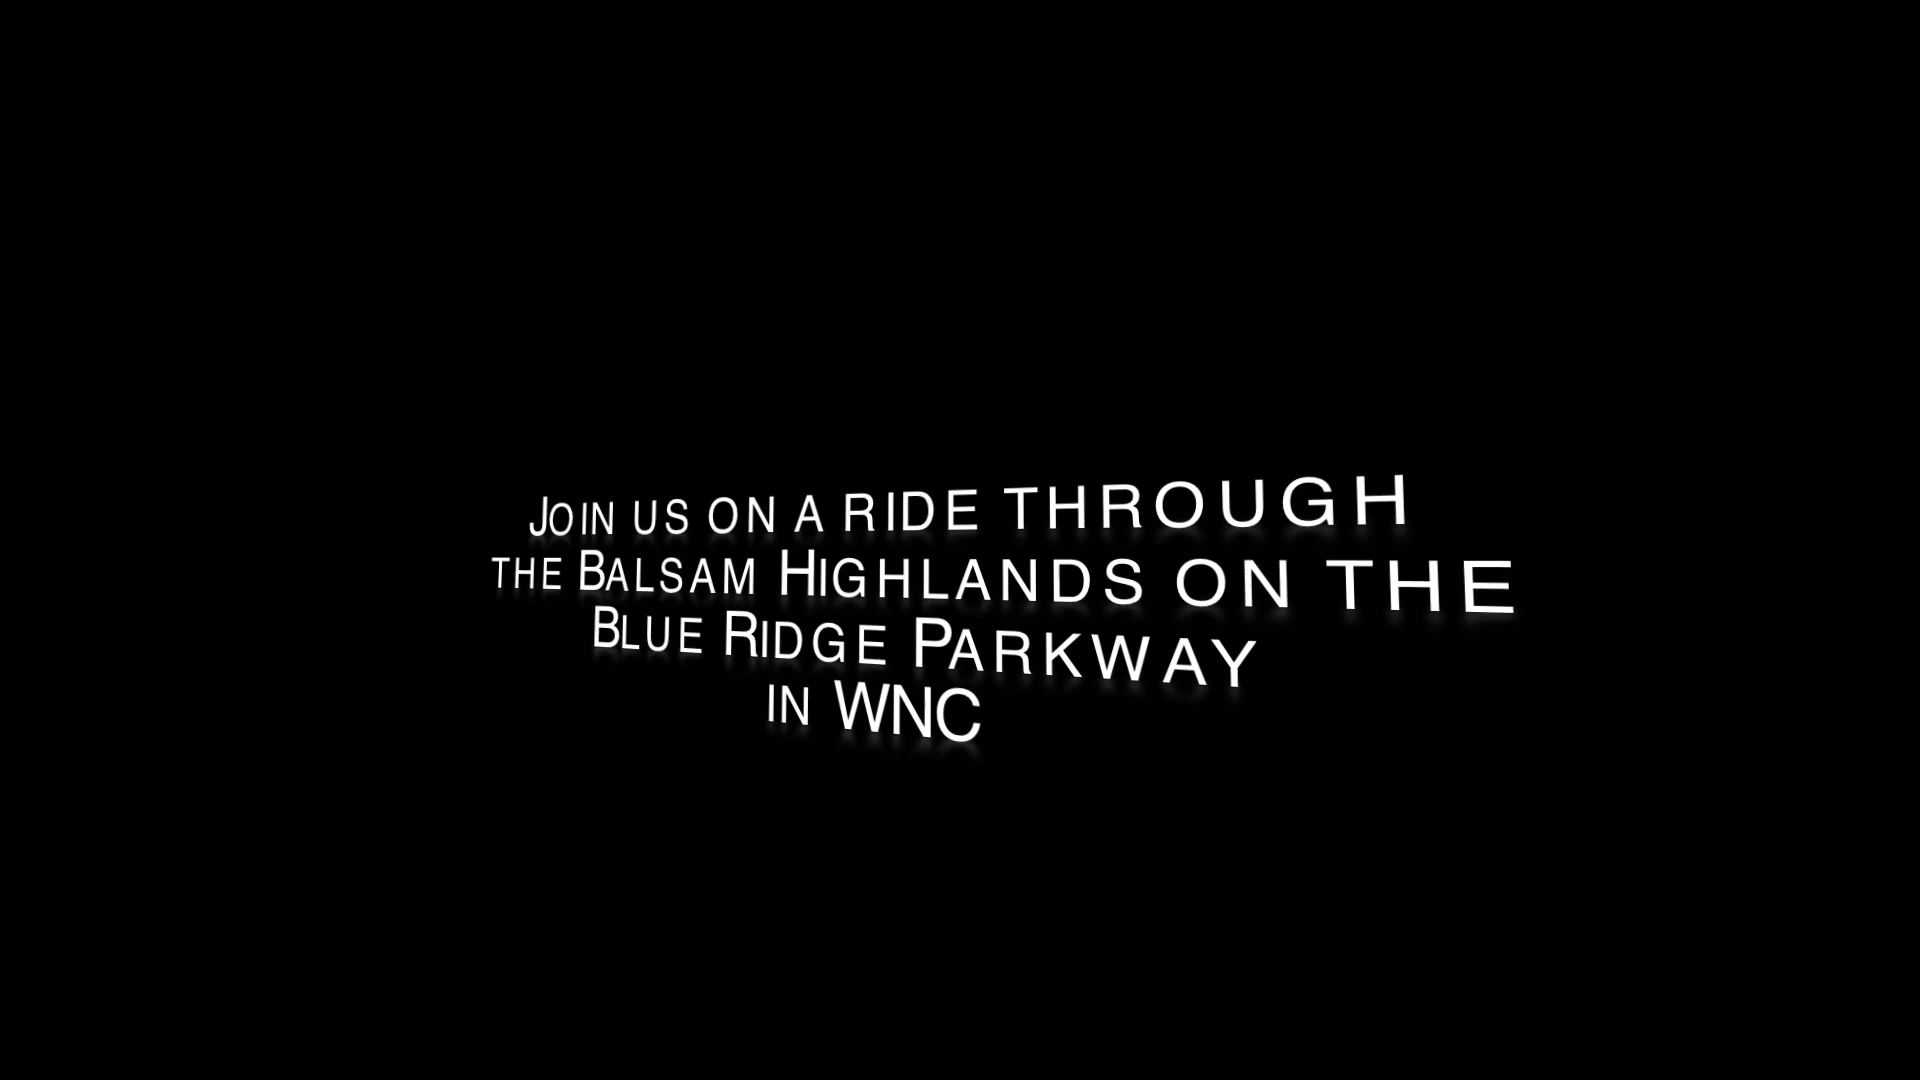 Join us on a ride through
the Balsam Highlands on the
Blue Ridge Parkway
in WNC